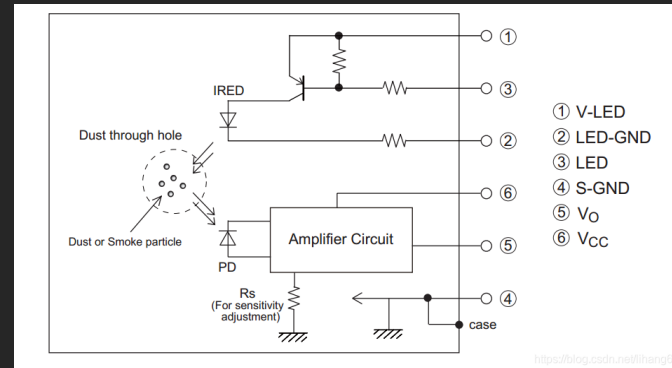 ①
IRED
③
① V-LED
Dust through hole
② LED-GND
②
③ LED
④ S-GND
⑥
⑤ VO
Dust or Smoke particle
Amplifier Circuit
⑤
⑥ VCC
PD
Rs
(For sensitivity
adjustment)
④
case